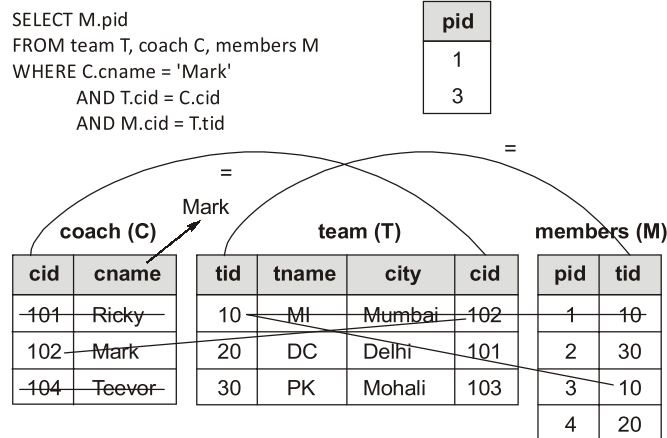 SELECT M.pid
FROM team T, coach C, members M
WHERE C.cname = 'Mark'
AND T.cid = C.cid
AND M.cid = T.tid
pid
1
3
=
=
Mark
coach (C)
team (T)
members (M)
cid cname
101 Ricky
102 Mark
104 Teevor
tid tname city cid
10 MI Mumbai 102
20 DC Delhi 101
30 PK Mohali 103
pid tid
1 10
2 30
3 10
4 20